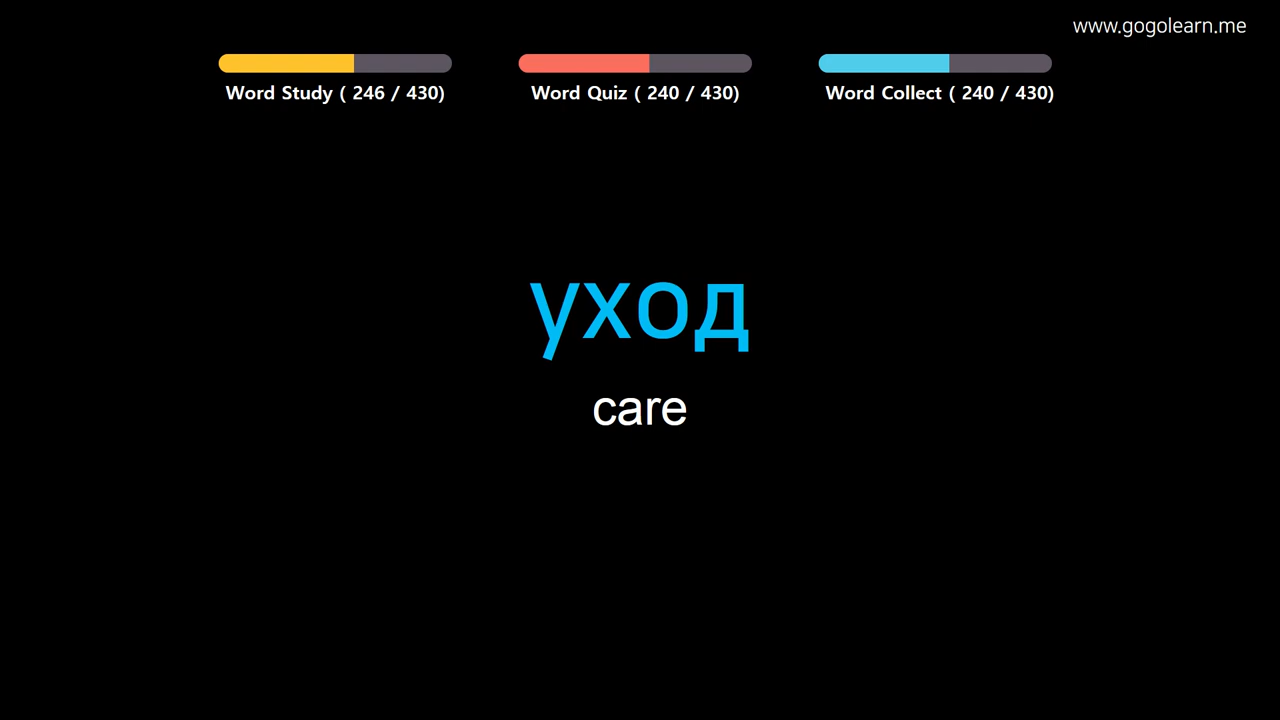 www.gogolearn.me
Word Study ( 246 / 430)
Word Quiz ( 240 / 430)
Word Collect ( 240 / 430)
уход
care